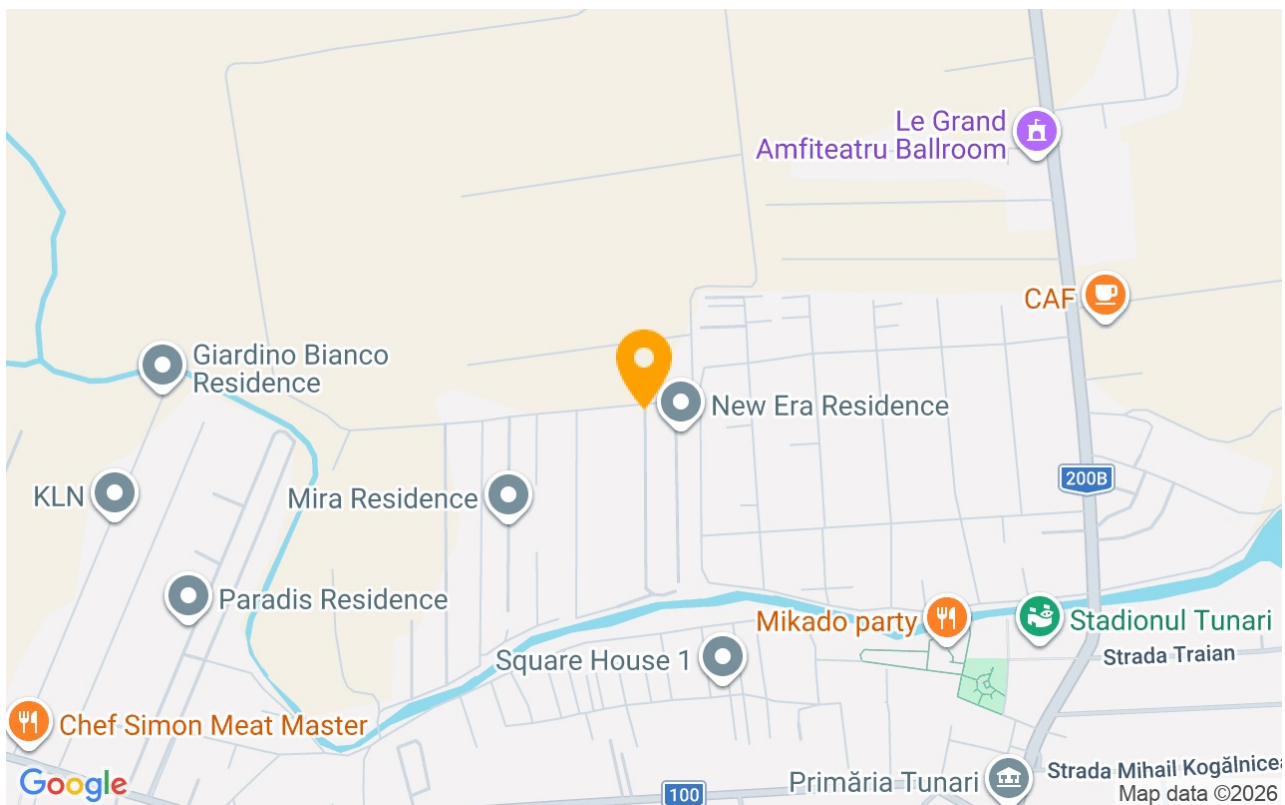 Le Grand
Amfiteatru Ballroom
CAF
Giardino Bianco
Residence
New Era Residence
200B
KLN
Mira Residence
Paradis Residence
Mikado party
Stadionul Tunari
Square House 1
Strada Traian
Chef Simon Meat Master
Primăria Tunari
Strada Mihail Kogălnicea
Google
100
Map data ©2026